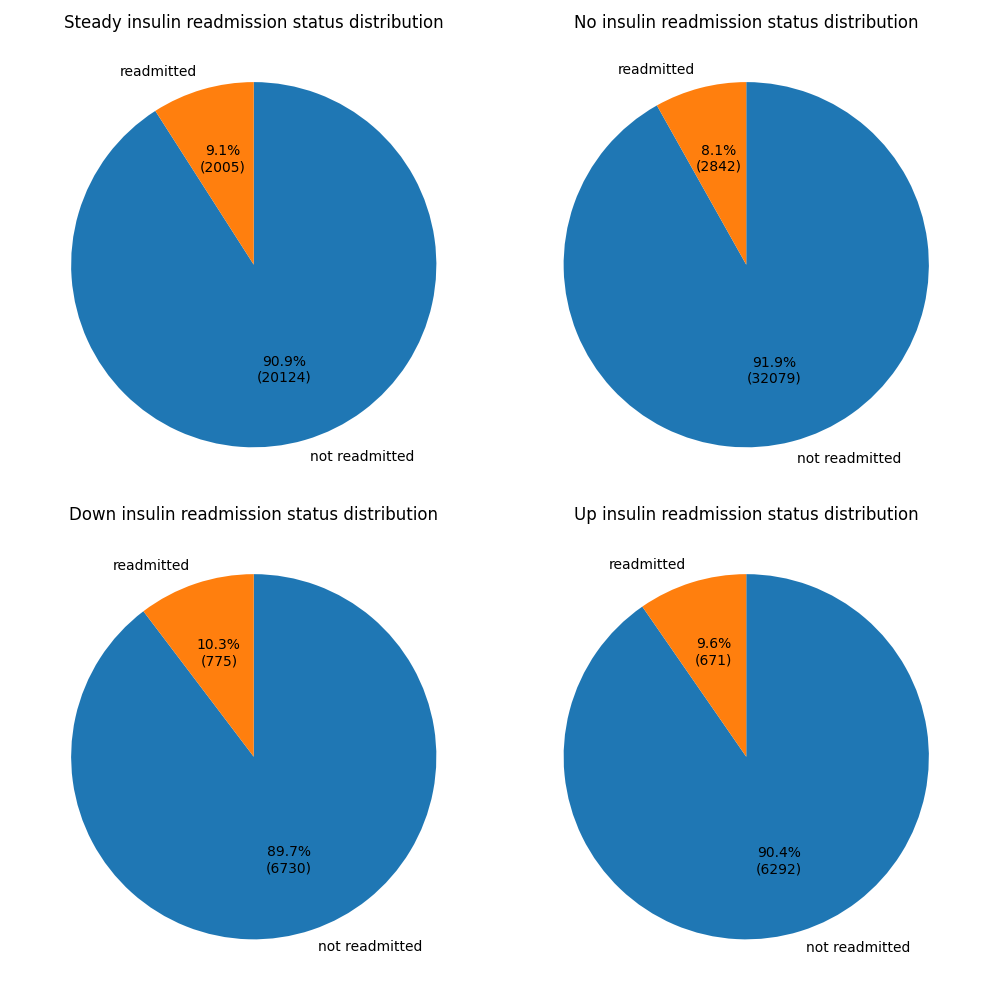 Steady insulin readmission status distribution
readmitted
9.1%
(2005)
90.9%
(20124)
not readmitted
No insulin readmission status distribution
readmitted
8.1%
(2842)
91.9%
(32079)
not readmitted
Down insulin readmission status distribution
readmitted
10.3%
(775)
89.7%
(6730)
not readmitted
Up insulin readmission status distribution
readmitted
9.6%
(671)
90.4%
(6292)
not readmitted